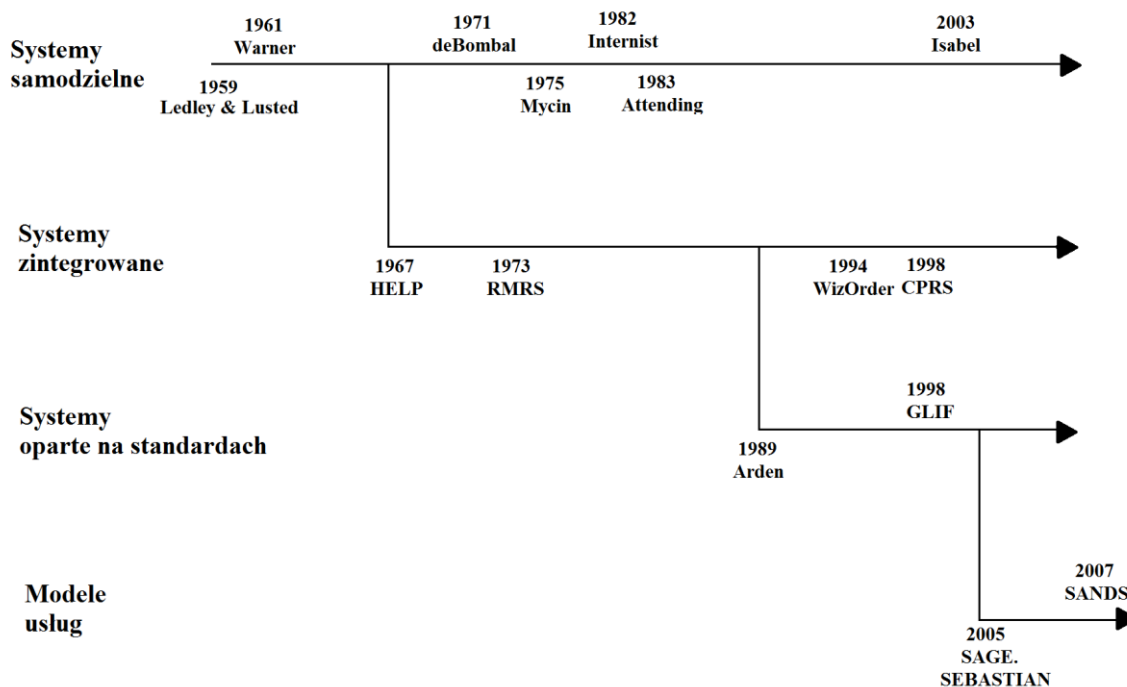 1961
Warner
1971
deBombal
1982
Internist
2003
Isabel
Systemy
samodzielne
1959
Ledley & Lusted
1975
Mycin
1983
Attending
Systemy
zintegrowane
1967
HELP
1973
RMRS
1994
WizOrder
1998
CPRS
1998
GLIF
Systemy
oparte na standardach
1989
Arden
2007
SANDS
Modele
usług
2005
SAGE.
SEBASTIAN